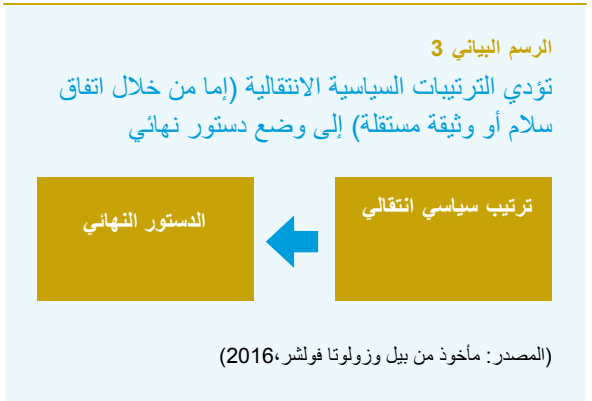 الرسم البياني 3
تؤدي الترتيبات السياسية الانتقالية (إما من خلال اتفاق
سلام أو وثيقة مستقلة) إلى وضع دستور نهائي
ترتيب سياسي انتقالي
الدستور النهائي
(المصدر: مأخوذ من بيل وزولوتا فولشر،2016)